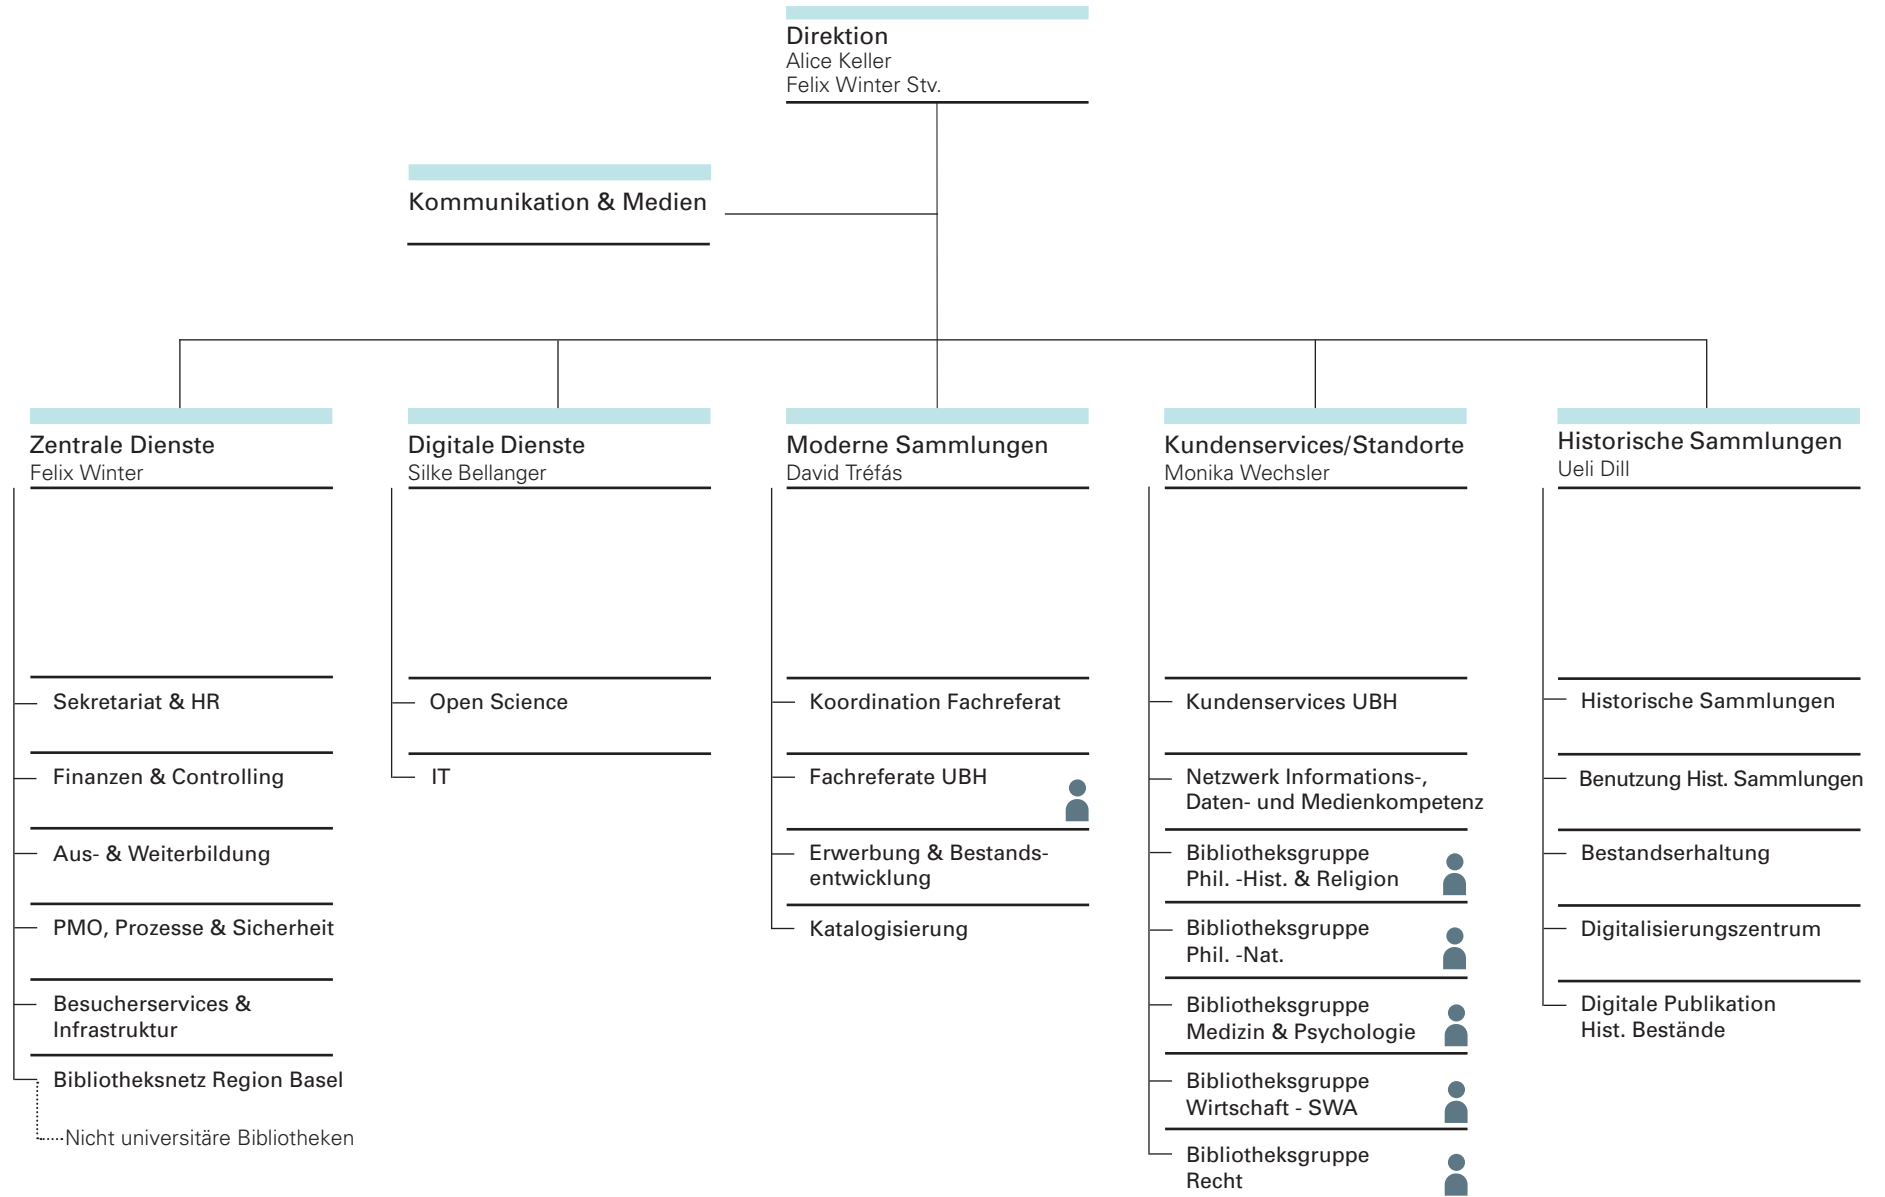 Direktion
Alice Keller
Felix Winter Stv.
Kommunikation & Medien
Zentrale Dienste
Felix Winter
Sekretariat & HR
Finanzen & Controlling
Aus- & Weiterbildung
PMO, Prozesse & Sicherheit
Besucherservices &
Infrastruktur
Bibliotheksnetz Region Basel
Nicht universitäre Bibliotheken
Digitale Dienste
Silke Bellanger
Open Science
IT
Moderne Sammlungen
David Tréfás
Koordination Fachreferat
Fachreferate UBH
Erwerbung & Bestands-
entwicklung
Katalogisierung
Kundenservices/Standorte
Monika Wechsler
Kundenservices UBH
Netzwerk Informations-,
Daten- und Medienkompetenz
Bibliotheksgruppe
Phil. -Hist. & Religion
Bibliotheksgruppe
Phil. -Nat.
Bibliotheksgruppe
Medizin & Psychologie
Bibliotheksgruppe
Wirtschaft - SWA
Bibliotheksgruppe
Recht
Historische Sammlungen
Ueli Dill
Historische Sammlungen
Benutzung Hist. Sammlungen
Bestandserhaltung
Digitalisierungszentrum
Digitale Publikation
Hist. Bestände